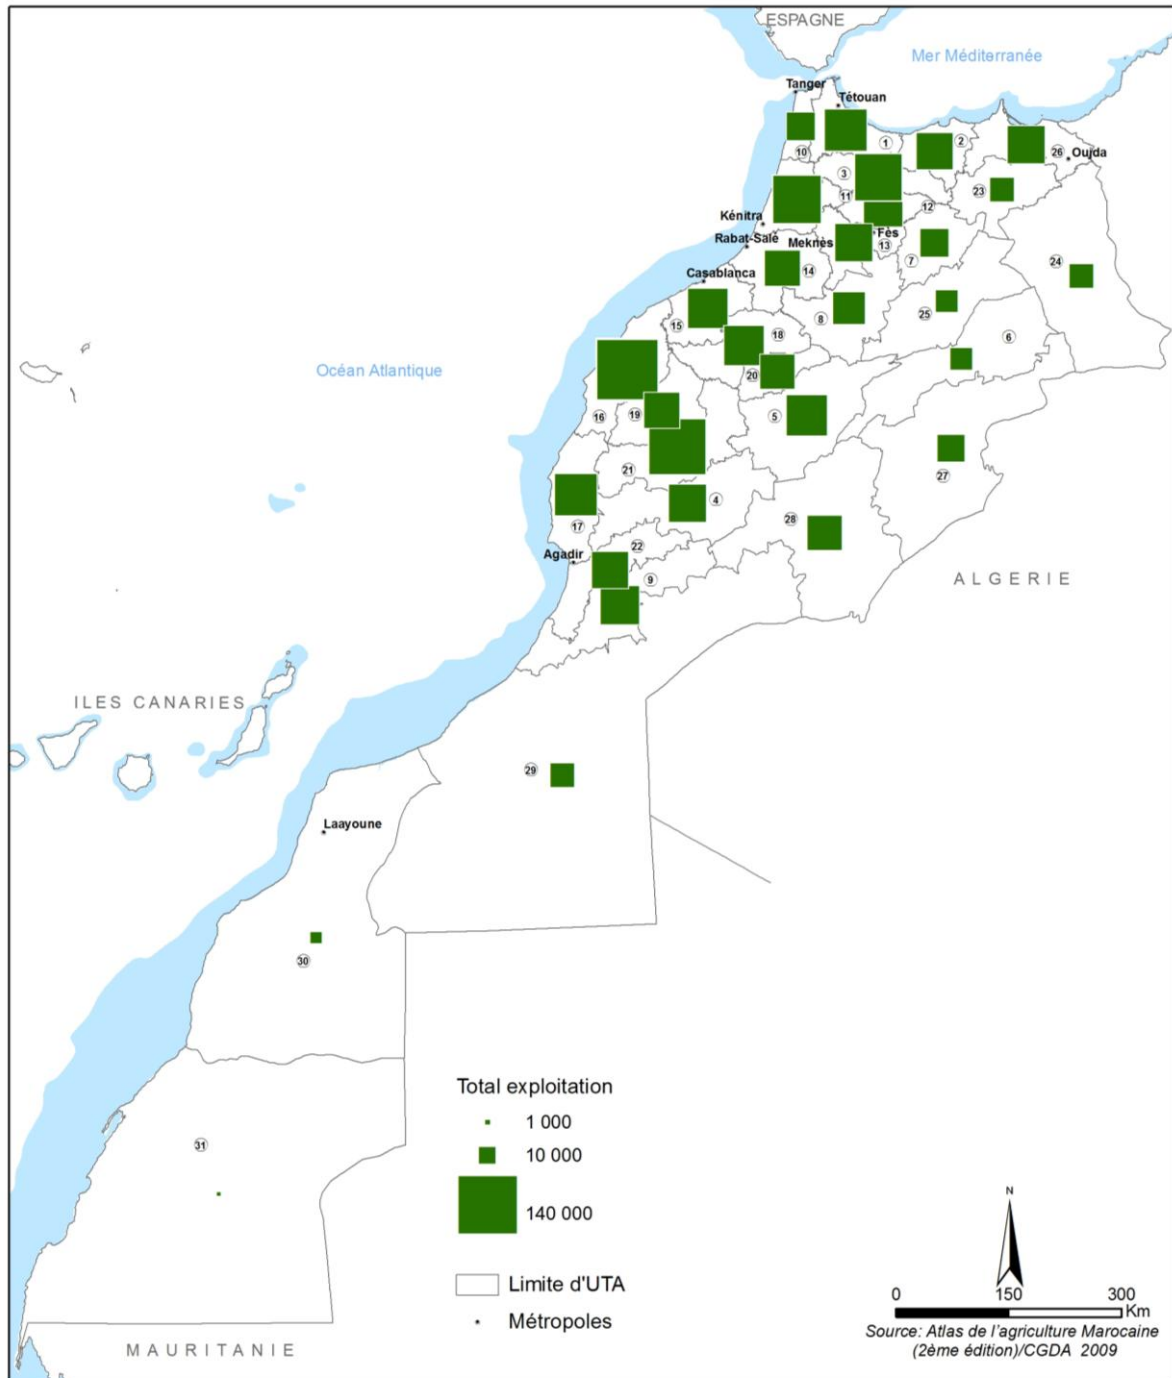 ESPAGNE
Mer Méditerranée
Tanger
Tétouan
1
2
10
26
Oujda
3
23
11
12
Kénitra
Fès
Rabat-Salé
Meknès
13
7
24
14
Casablanca
25
8
15
18
6
Océan Atlantique
20
16
19
5
21
27
4
28
17
22
Agadir
9
ALGERIE
ILES CANARIES
29
Laayoune
30
Total exploitation
1 000
31
10 000
140 000
N
Limite d'UTA
0 150 300
Km
Métropoles
Source: Atlas de l'agriculture Marocaine
(2ème édition)/CGDA 2009
MAURITANIE